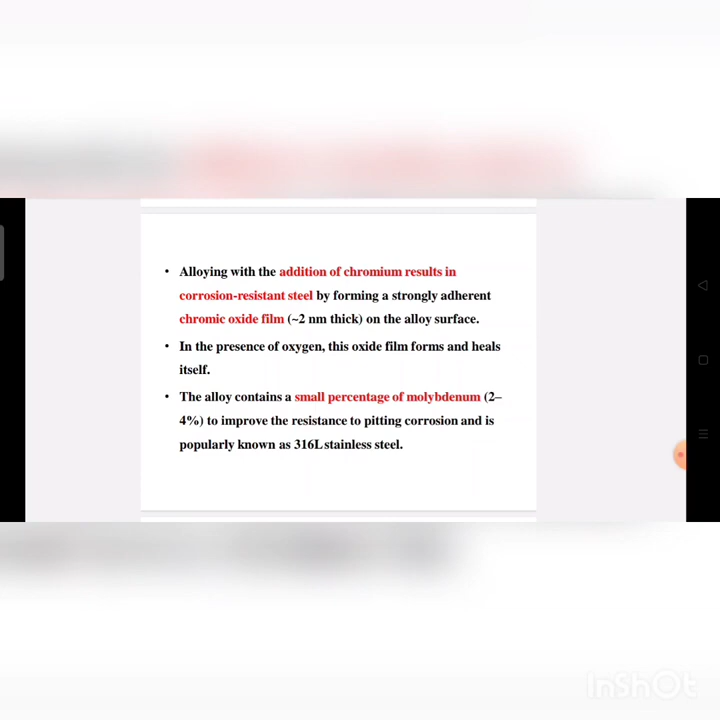 • Alloying with the addition of chromium results in
corrosion-resistant steel by forming a strongly adherent
chromic oxide film (~2 nm thick) on the alloy surface.
• In the presence of oxygen, this oxide film forms and heals
itself.
• The alloy contains a small percentage of molybdenum (2–
4%) to improve the resistance to pitting corrosion and is
popularly known as 316L stainless steel.
InShOt